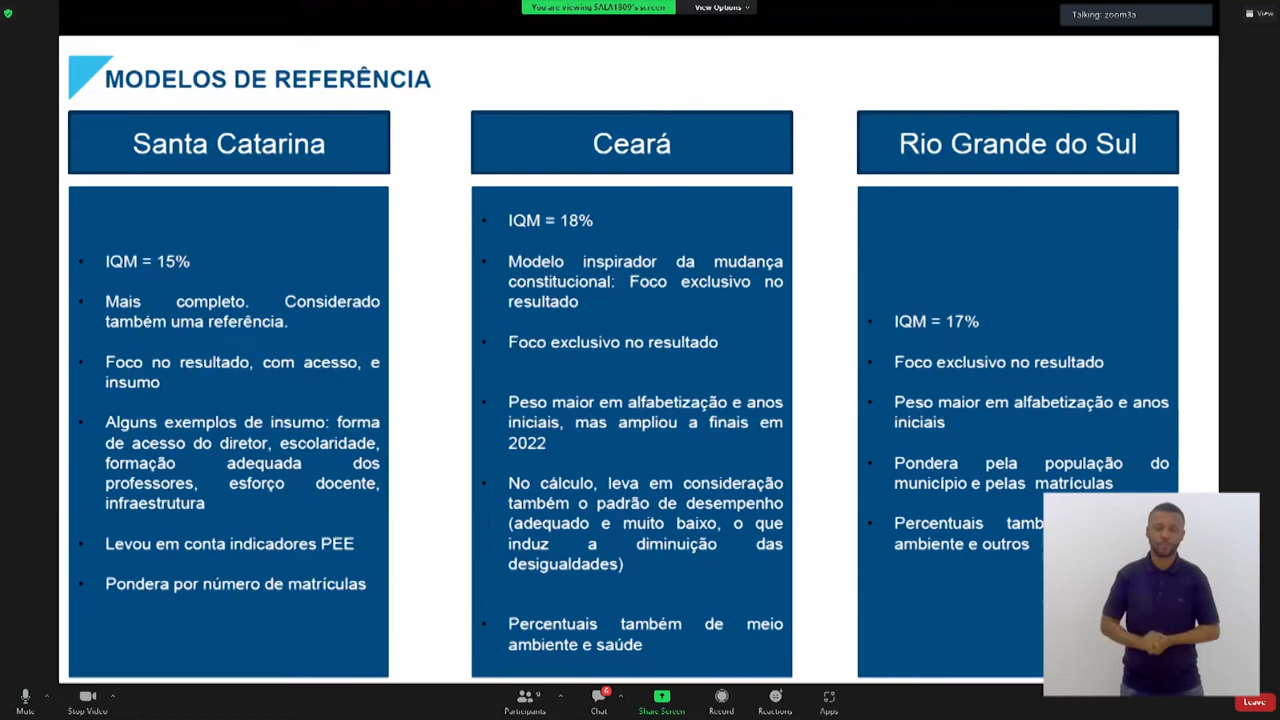 You are viewing SALA1809's screen
View Options
Talking: zoom3a
View
MODELOS DE REFERÊNCIA
Santa Catarina
IQM = 15%
Mais completo. Considerado
também uma referência.
Foco no resultado, com acesso, e
insumo
Alguns exemplos de insumo: forma
de acesso do diretor, escolaridade,
formação adequada dos
professores, esforço docente,
infraestrutura
Levou em conta indicadores PEE
Pondera por número de matrículas
Ceará
IQM = 18%
Modelo inspirador da mudança
constitucional: Foco exclusivo no
resultado
Foco exclusivo no resultado
Peso maior em alfabetização e anos
iniciais, mas ampliou a finais em
2022
No cálculo, leva em consideração
também o padrão de desempenho
(adequado e muito baixo, o que
induz a diminuição das
desigualdades)
Percentuais também de meio
ambiente e saúde
Rio Grande do Sul
IQM = 17%
Foco exclusivo no resultado
Peso maior em alfabetização e anos
iniciais
Pondera pela população do
município e pelas matrículas
Percentuais
ambiente e outros
Mute
Stop Video
Participants
9
Chat
6
Share Screen
Record
Reactions
Apps
Leave